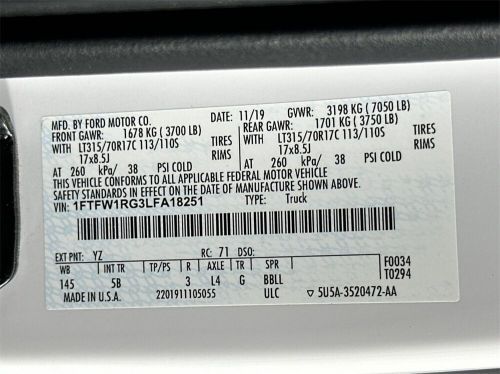 MFD. BY FORD MOTOR CO. 11/19 GVWR: 3198 KG ( 7050 LB)
FRONT GAWR: 1678 KG ( 3700 LB) REAR GAWR: 1701 KG ( 3750 LB)
WITH LT315/70R17C 113/110S TIRES WITH LT315/70R17C 113/110S TIRES
17x8.5J RIMS 17x8.5J RIMS
AT 260 kPa/ 38 PSI COLD AT 260 kPa/ 38 PSI COLD
THIS VEHICLE CONFORMS TO ALL APPLICABLE FEDERAL MOTOR VEHICLE
SAFETY STANDARDS IN EFFECT ON THE DATE OF MANUFACTURE SHOWN ABOVE.
VIN: 1FTFW1RG3LFA18251 TYPE: Truck
EXT PNT: YZ RC: 71 DSO:
WB INT TR TP/PS R AXLE TR SPR F0034
145 5B 3 L4 G BBLL T0294
MADE IN U.S.A. 2201911105055 ULC ▽ 5U5A-3520472-AA